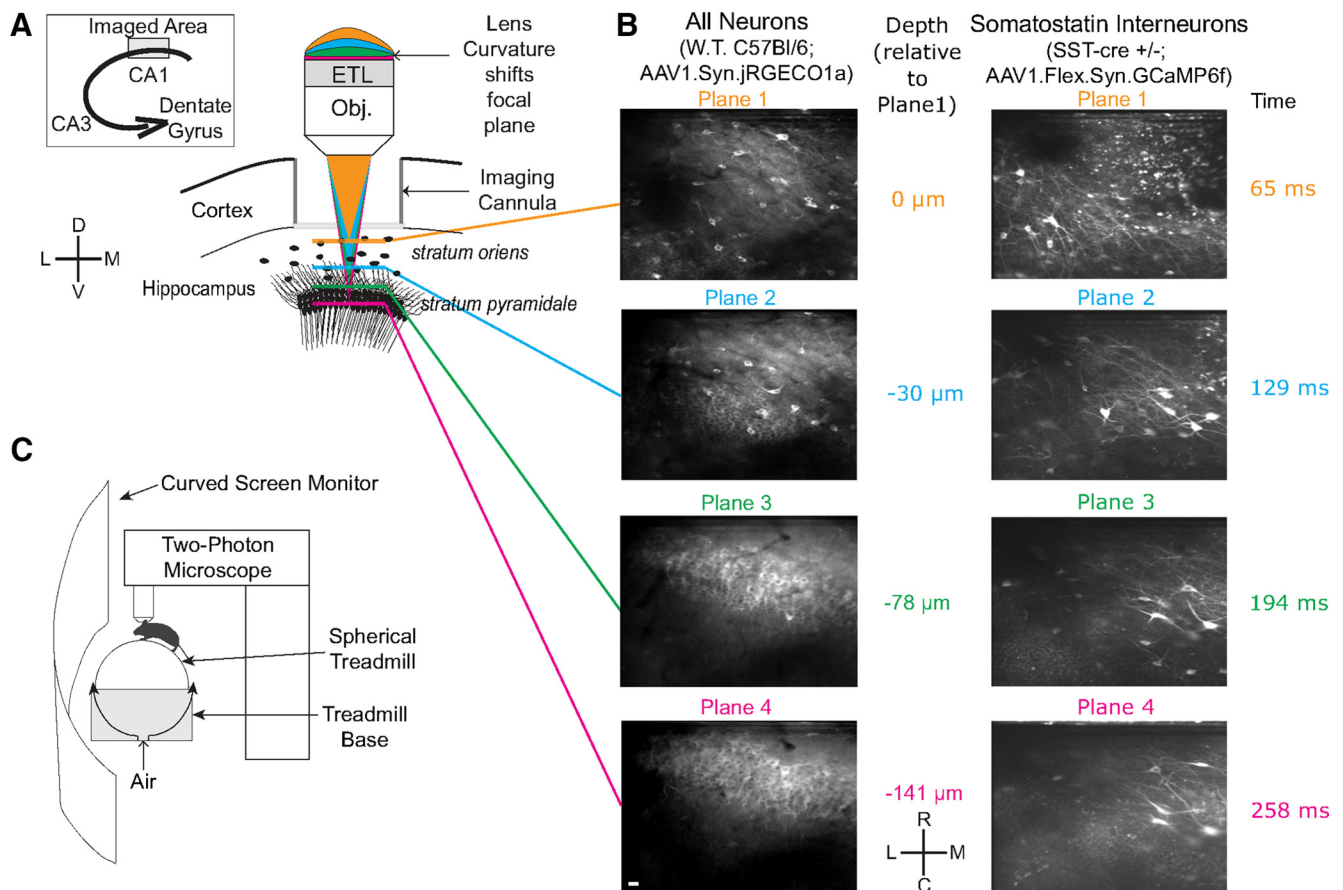 A
Imaged Area
CA1
CA3
Dentate
Gyrus
ETL
Obj.
Lens
Curvature
shifts
focal
plane
Imaging
Cannula
Cortex
D
L
M
V
stratum oriens
Hippocampus
stratum pyramidale
C
Curved Screen Monitor
Two-Photon
Microscope
Spherical
Treadmill
Treadmill
Base
Air
B
All Neurons
(W.T. C57Bl/6;
AAV1.Syn.jRGECO1a)
Depth
(relative
to
Plane1)
Somatostatin Interneurons
(SST-cre +/-;
AAV1.Flex.Syn.GCaMP6f)
Time
Plane 1
0 µm
Plane 1
65 ms
Plane 2
-30 µm
Plane 2
129 ms
Plane 3
-78 µm
Plane 3
194 ms
Plane 4
-141 µm
Plane 4
258 ms
R
L
M
C